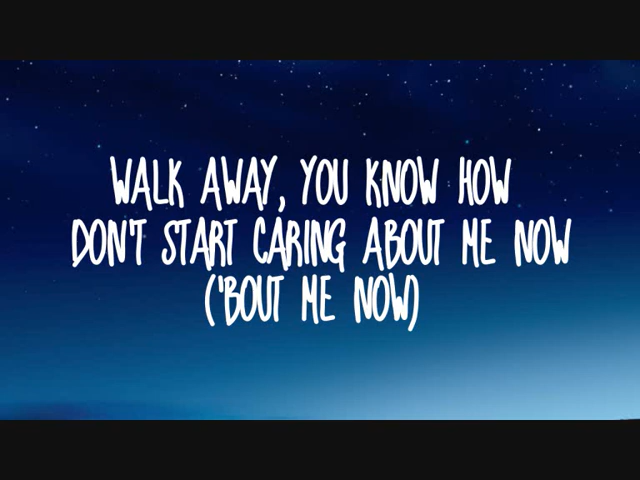 WALK AWAY, YOU KNOW HOW
DON'T START CARING ABOUT ME NOW
('BOUT ME NOW)